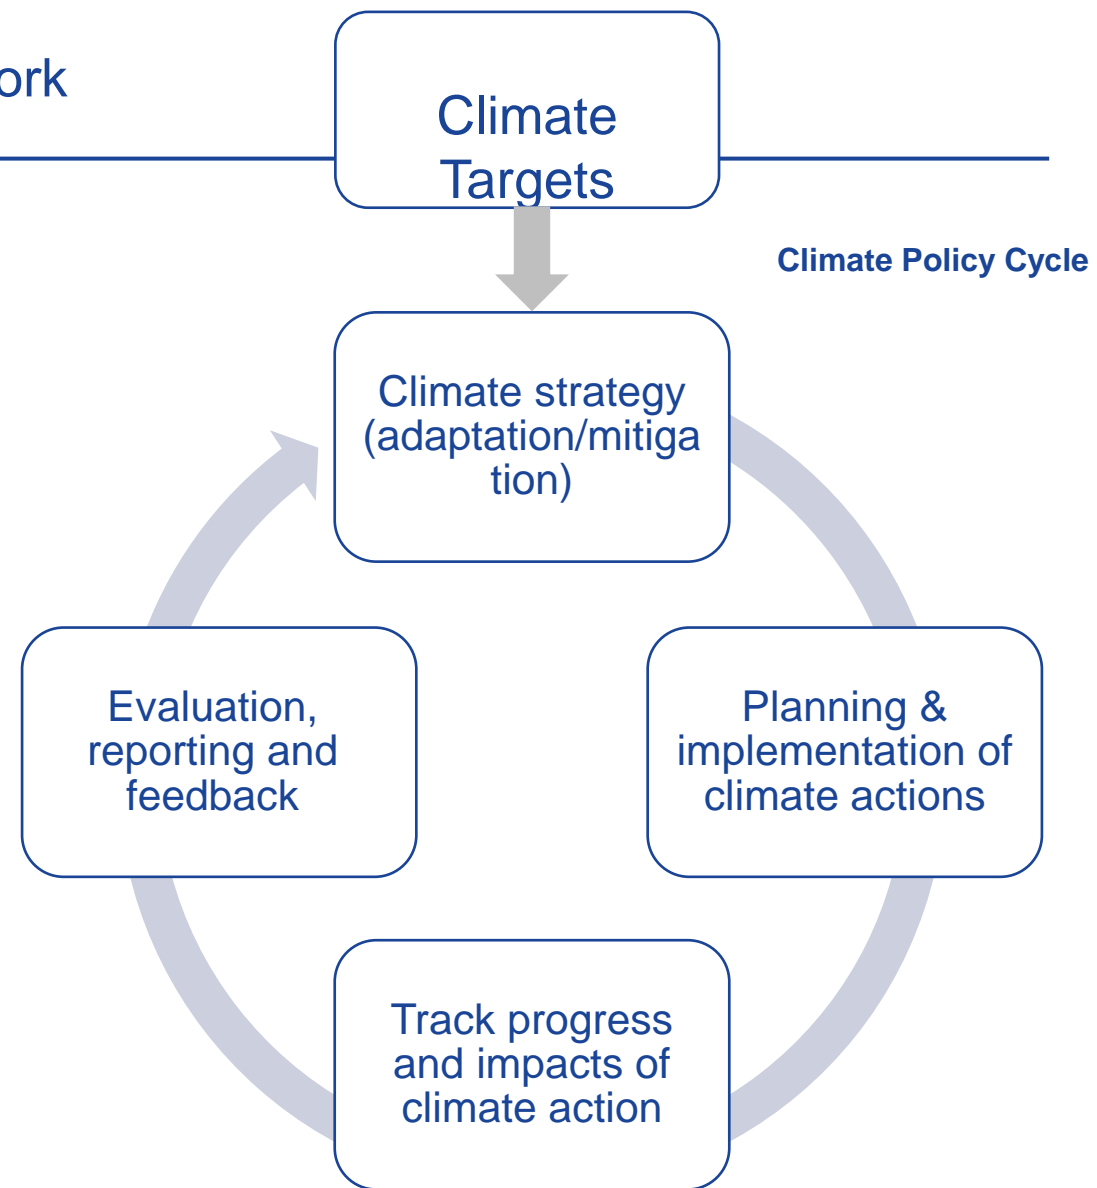 ork
Climate
Targets
Climate Policy Cycle
Climate strategy
(adaptation/mitiga
tion)
Evaluation,
reporting and
feedback
Planning &
implementation of
climate actions
Track progress
and impacts of
climate action